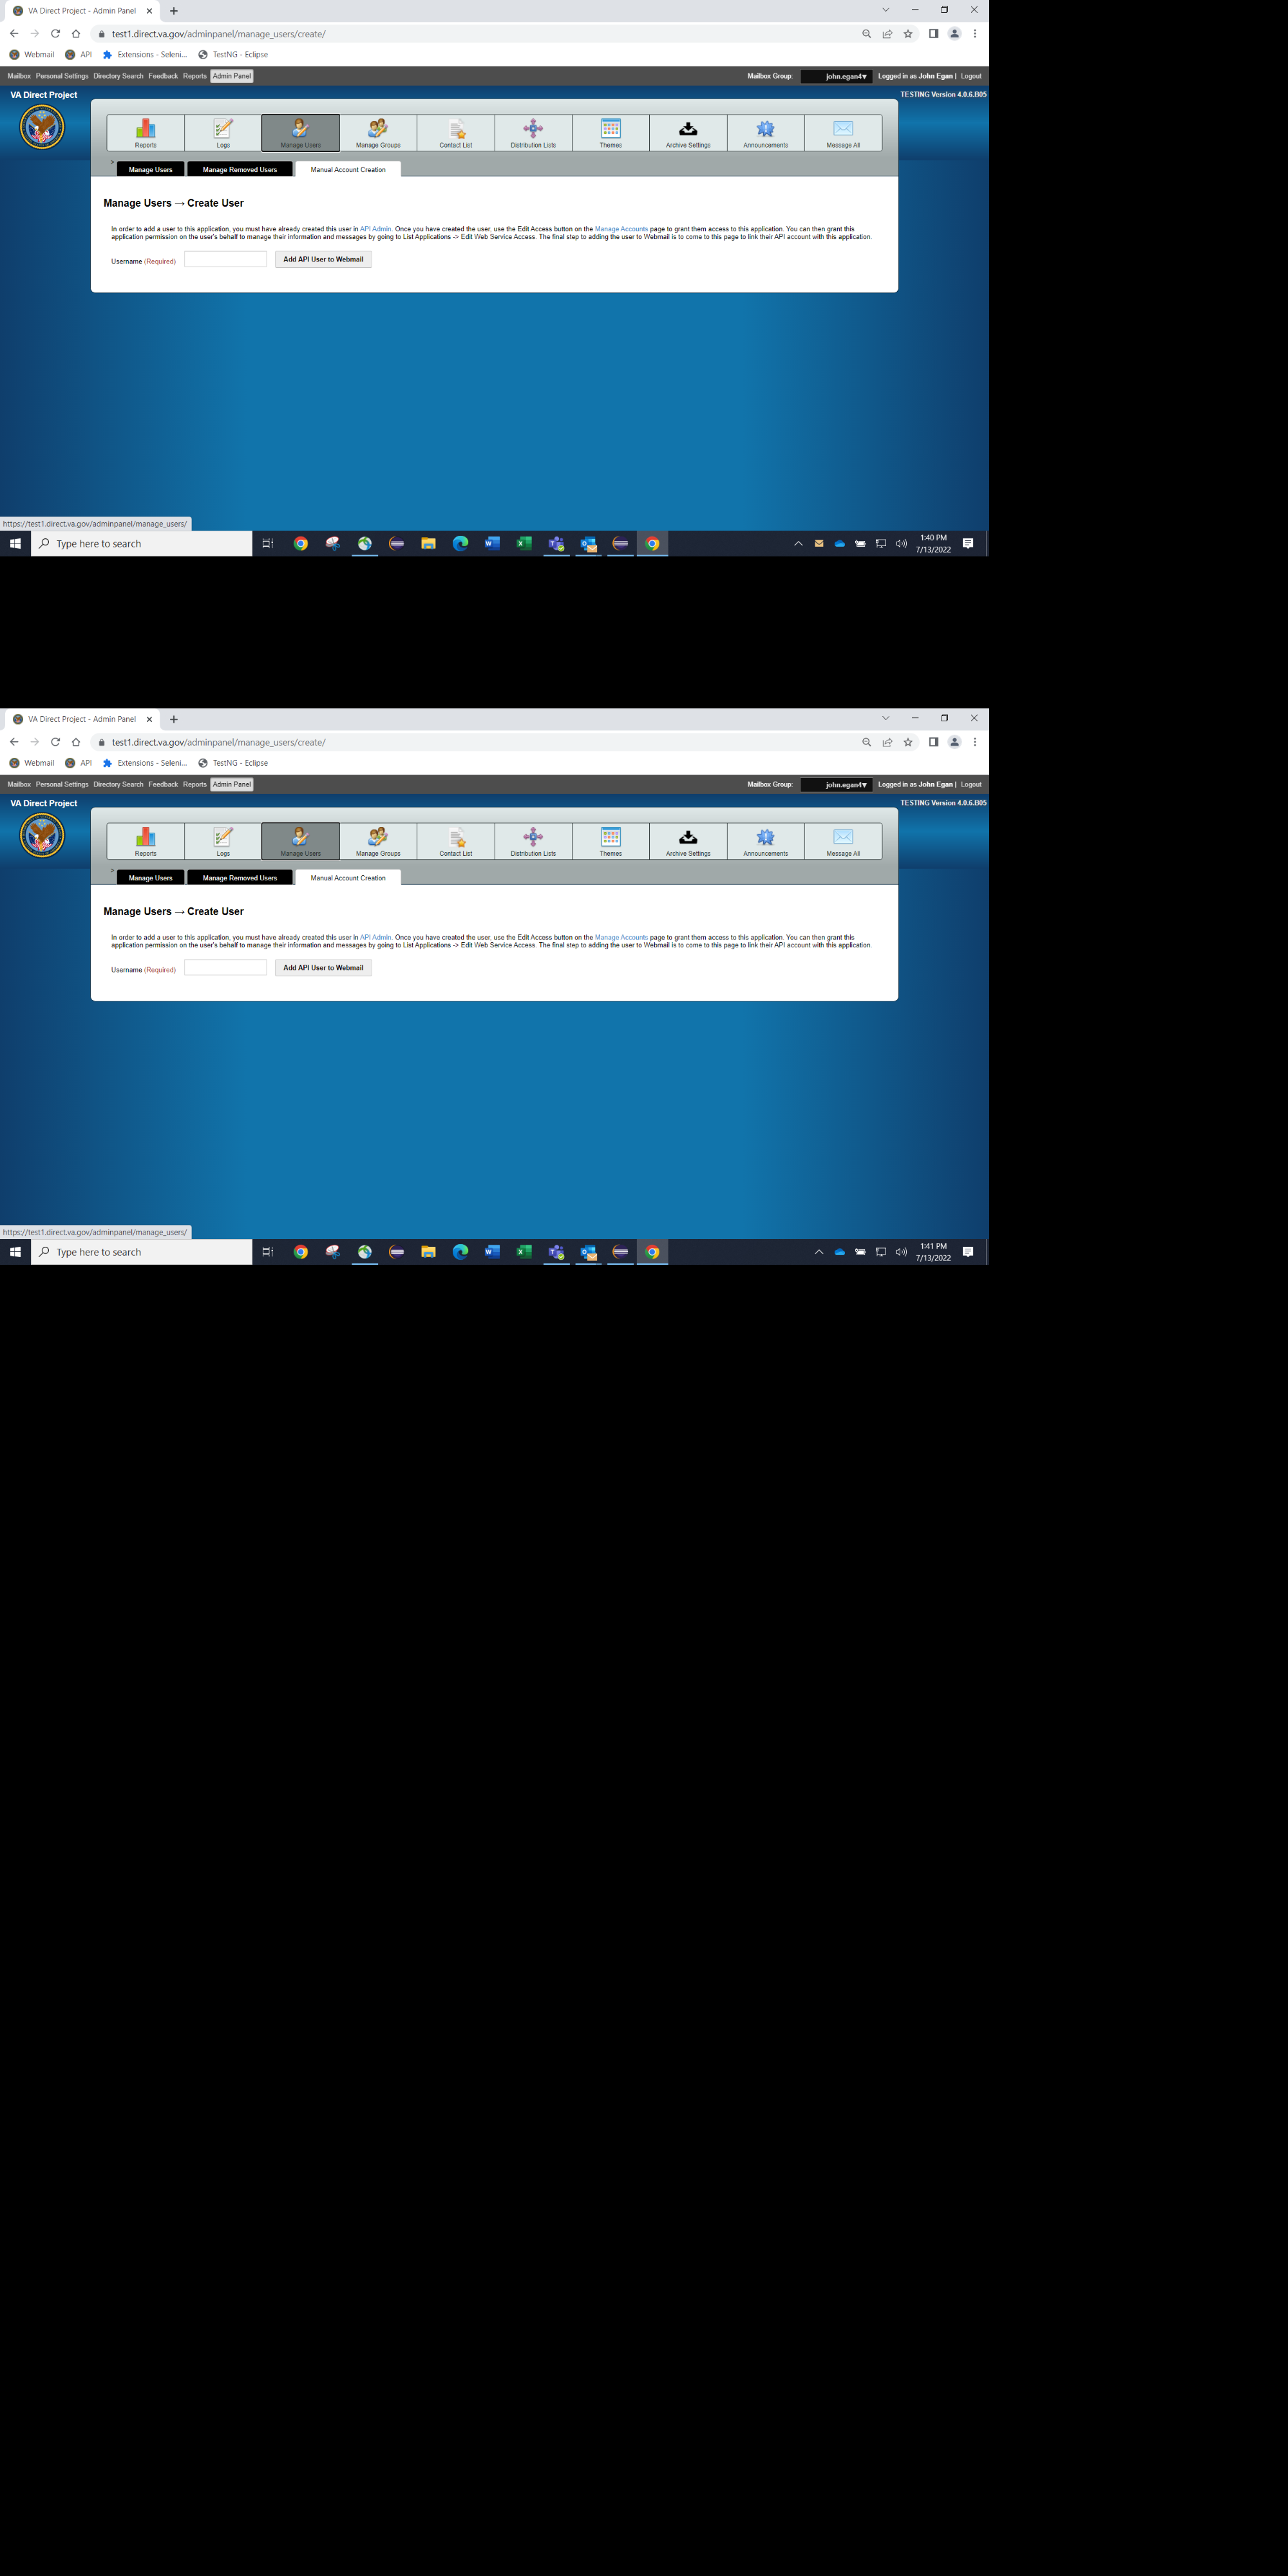 VA Direct Project - Admin Panel
test1.direct.va.gov/adminpanel/manage_users/create/
Webmail API Extensions - Seleni... TestNG - Eclipse
Mailbox Personal Settings Directory Search Feedback Reports Admin Panel Mailbox Group: john.egan4▾ Logged in as John Egan | Logout
VA Direct Project TESTING Version 4.0.6.B05
Reports Logs Manage Users Manage Groups Contact List Distribution Lists Themes Archive Settings Announcements Message All
> Manage Users Manage Removed Users Manual Account Creation
Manage Users → Create User
In order to add a user to this application, you must have already created this user in API Admin. Once you have created the user, use the Edit Access button on the Manage Accounts page to grant them access to this application. You can then grant this
application permission on the user's behalf to manage their information and messages by going to List Applications -> Edit Web Service Access. The final step to adding the user to Webmail is to come to this page to link their API account with this application.
Username (Required) Add API User to Webmail
https://test1.direct.va.gov/adminpanel/manage_users/
Type here to search 1:40 PM
7/13/2022
VA Direct Project - Admin Panel
test1.direct.va.gov/adminpanel/manage_users/create/
Webmail API Extensions - Seleni... TestNG - Eclipse
Mailbox Personal Settings Directory Search Feedback Reports Admin Panel Mailbox Group: john.egan4▾ Logged in as John Egan | Logout
VA Direct Project TESTING Version 4.0.6.B05
Reports Logs Manage Users Manage Groups Contact List Distribution Lists Themes Archive Settings Announcements Message All
> Manage Users Manage Removed Users Manual Account Creation
Manage Users → Create User
In order to add a user to this application, you must have already created this user in API Admin. Once you have created the user, use the Edit Access button on the Manage Accounts page to grant them access to this application. You can then grant this
application permission on the user's behalf to manage their information and messages by going to List Applications -> Edit Web Service Access. The final step to adding the user to Webmail is to come to this page to link their API account with this application.
Username (Required) Add API User to Webmail
https://test1.direct.va.gov/adminpanel/manage_users/
Type here to search 1:41 PM
7/13/2022